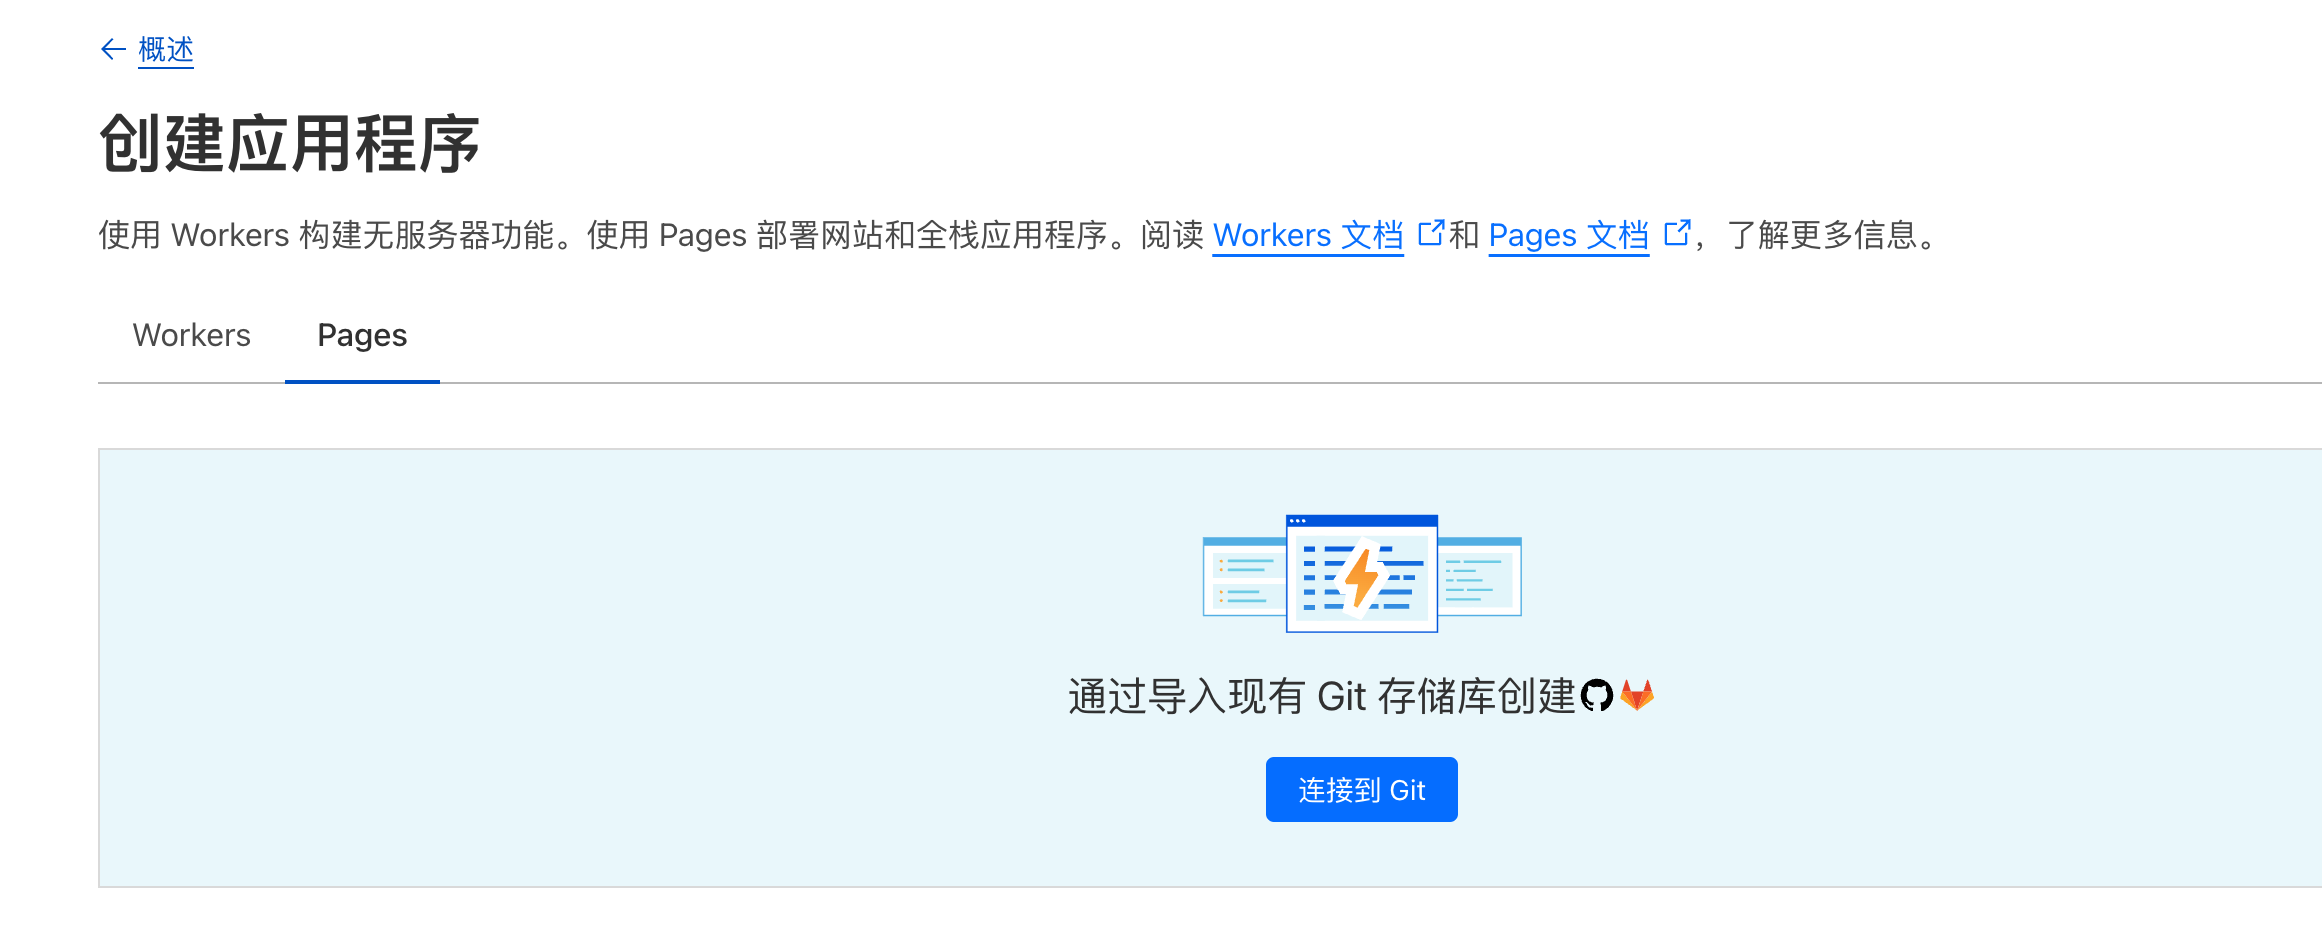 概述
创建应用程序
使用 Workers 构建无服务器功能。使用 Pages 部署网站和全栈应用程序。阅读 Workers 文档 和 Pages 文档 ，了解更多信息。
Workers Pages
通过导入现有 Git 存储库创建
连接到 Git